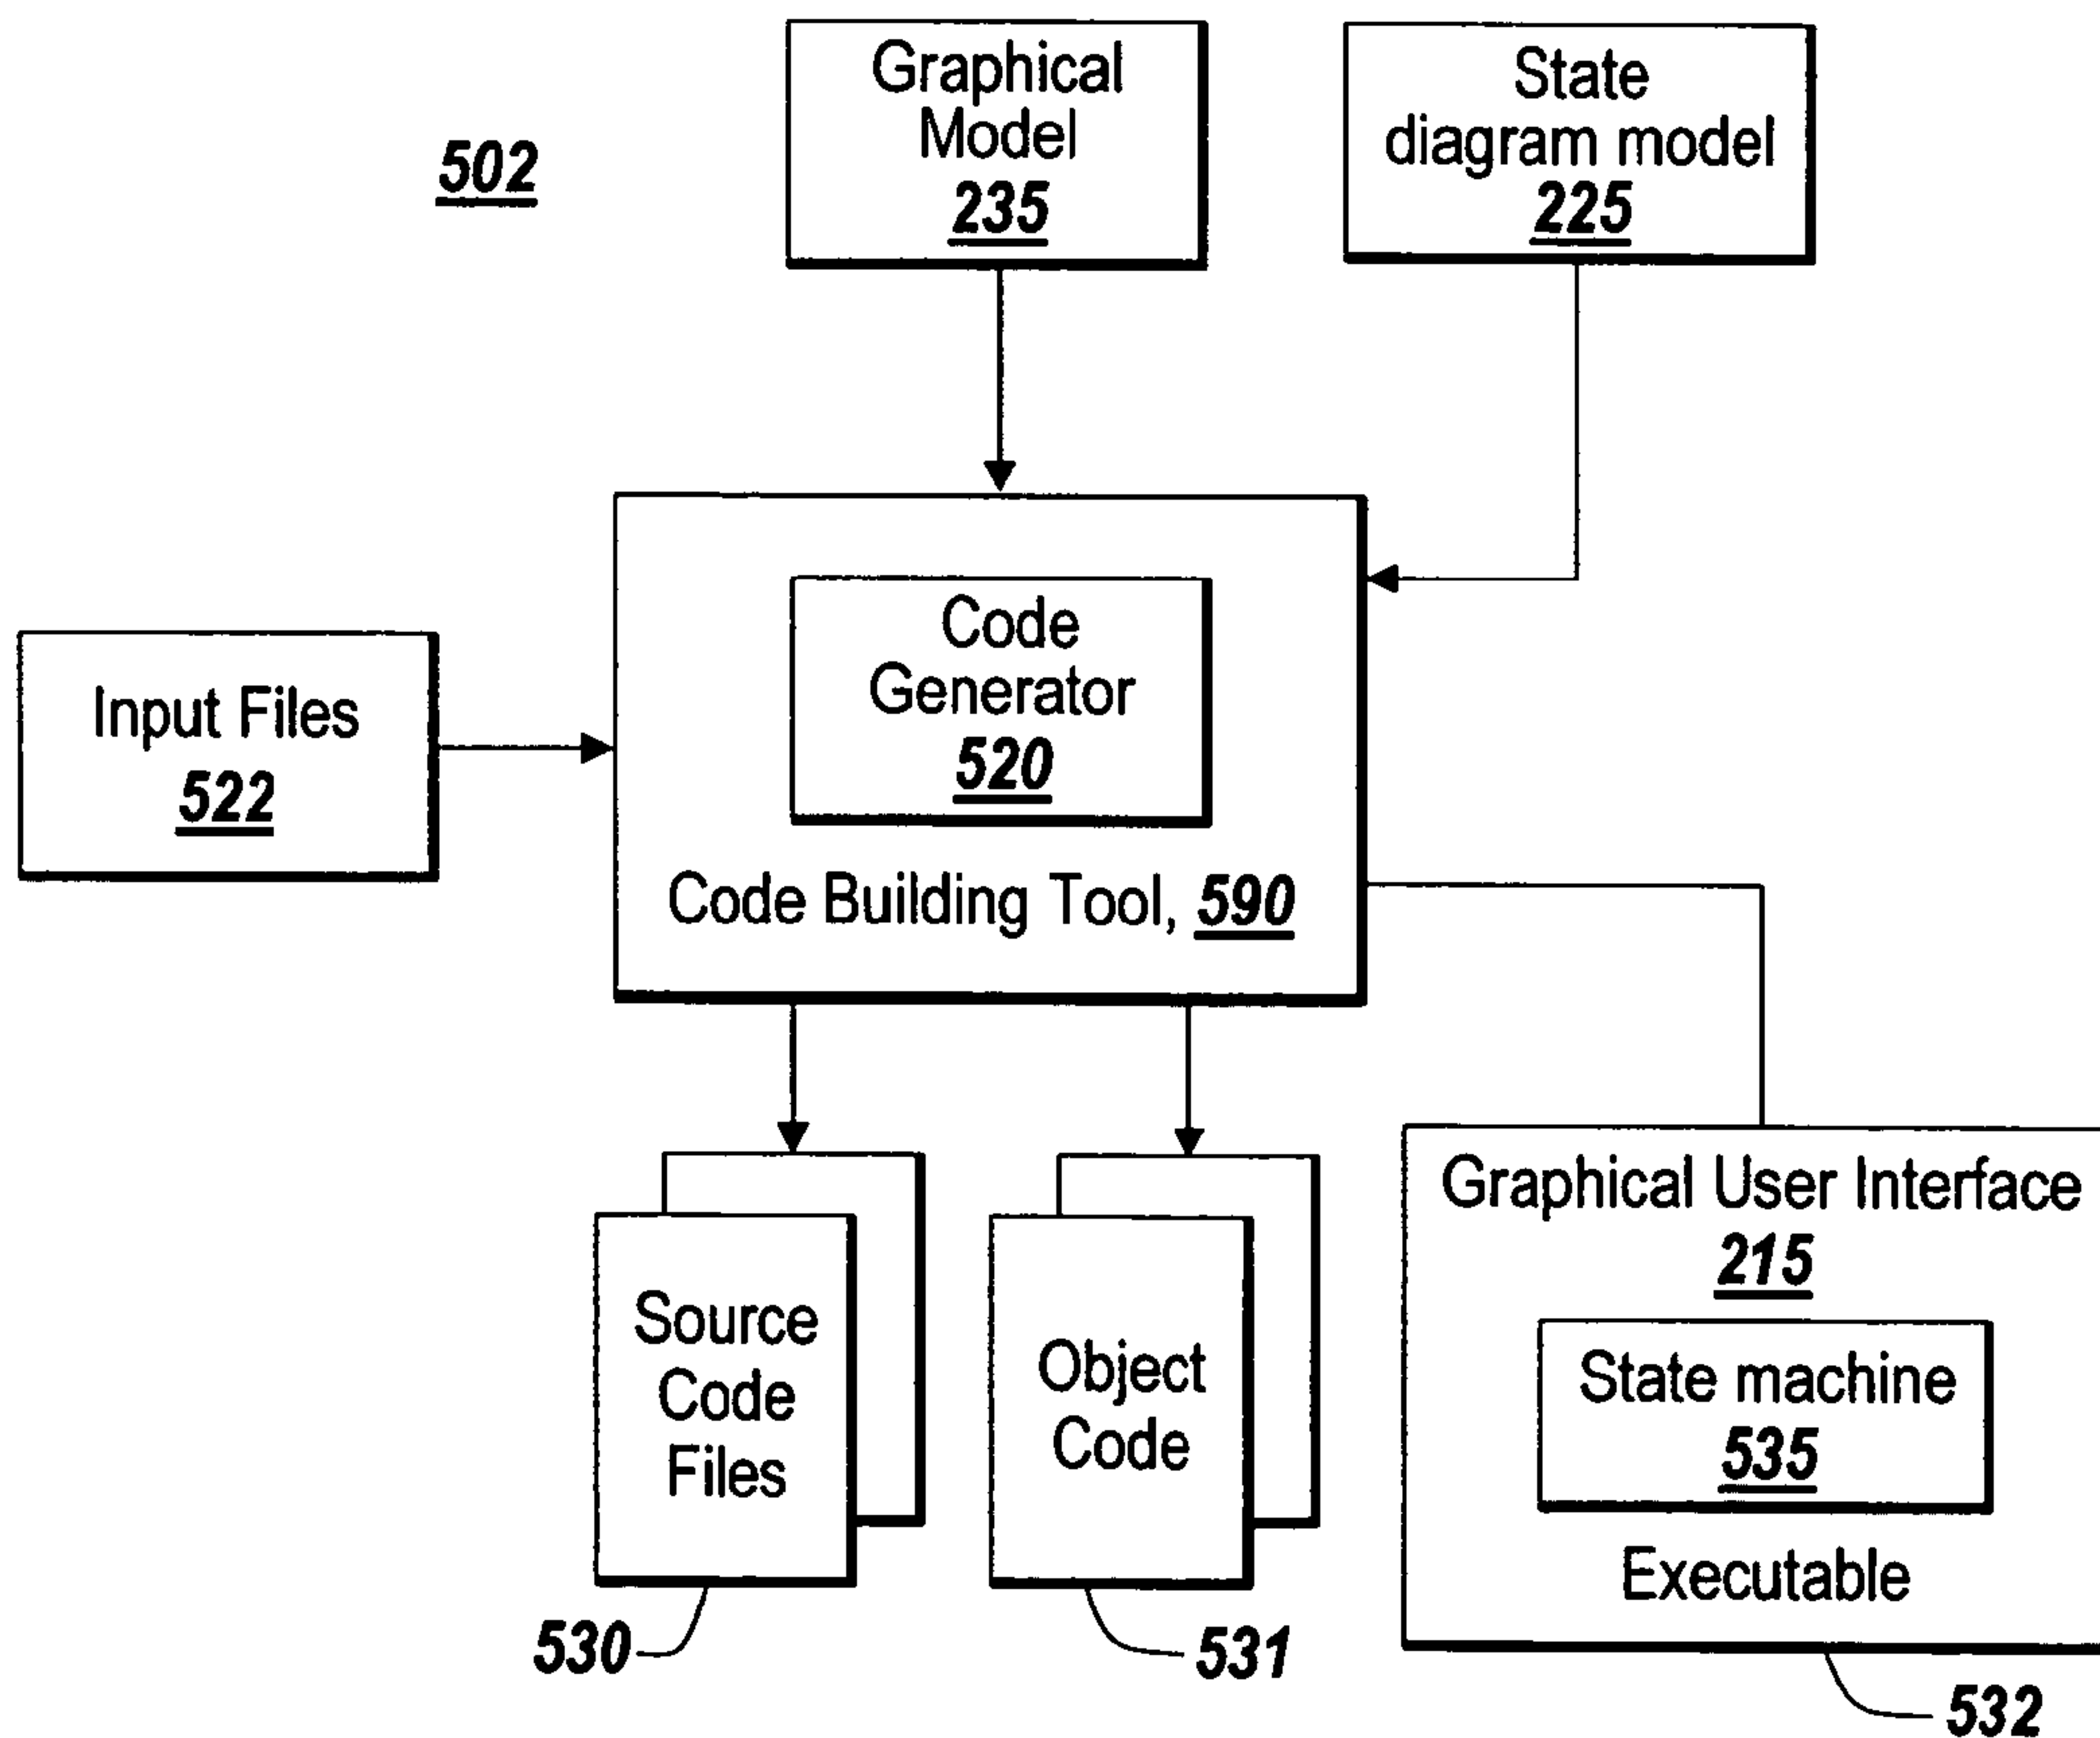 502
Graphical
Model
235
State
diagram model
225
Input Files
522
Code
Generator
520
Code Building Tool, 590
Source
Code
Files
530
Object
Code
531
Graphical User Interface
215
State machine
535
Executable
532